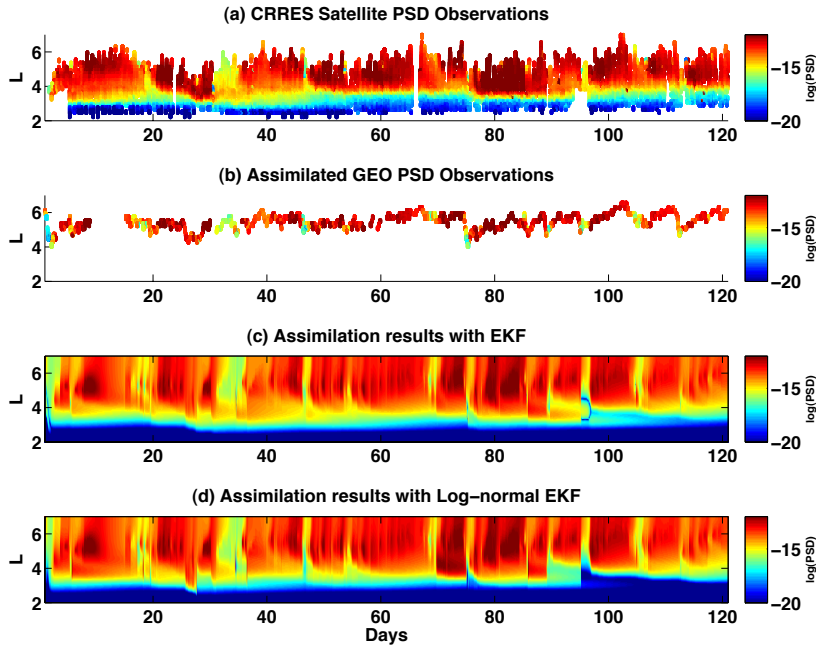 (a) CRRES Satellite PSD Observations
L
6
4
2
20 40 60 80 100 120
−15
−20
log(PSD)
(b) Assimilated GEO PSD Observations
L
6
4
2
20 40 60 80 100 120
−15
−20
log(PSD)
(c) Assimilation results with EKF
L
6
4
2
20 40 60 80 100 120
−15
−20
log(PSD)
(d) Assimilation results with Log−normal EKF
L
6
4
2
20 40 60 80 100 120
Days
−15
−20
log(PSD)